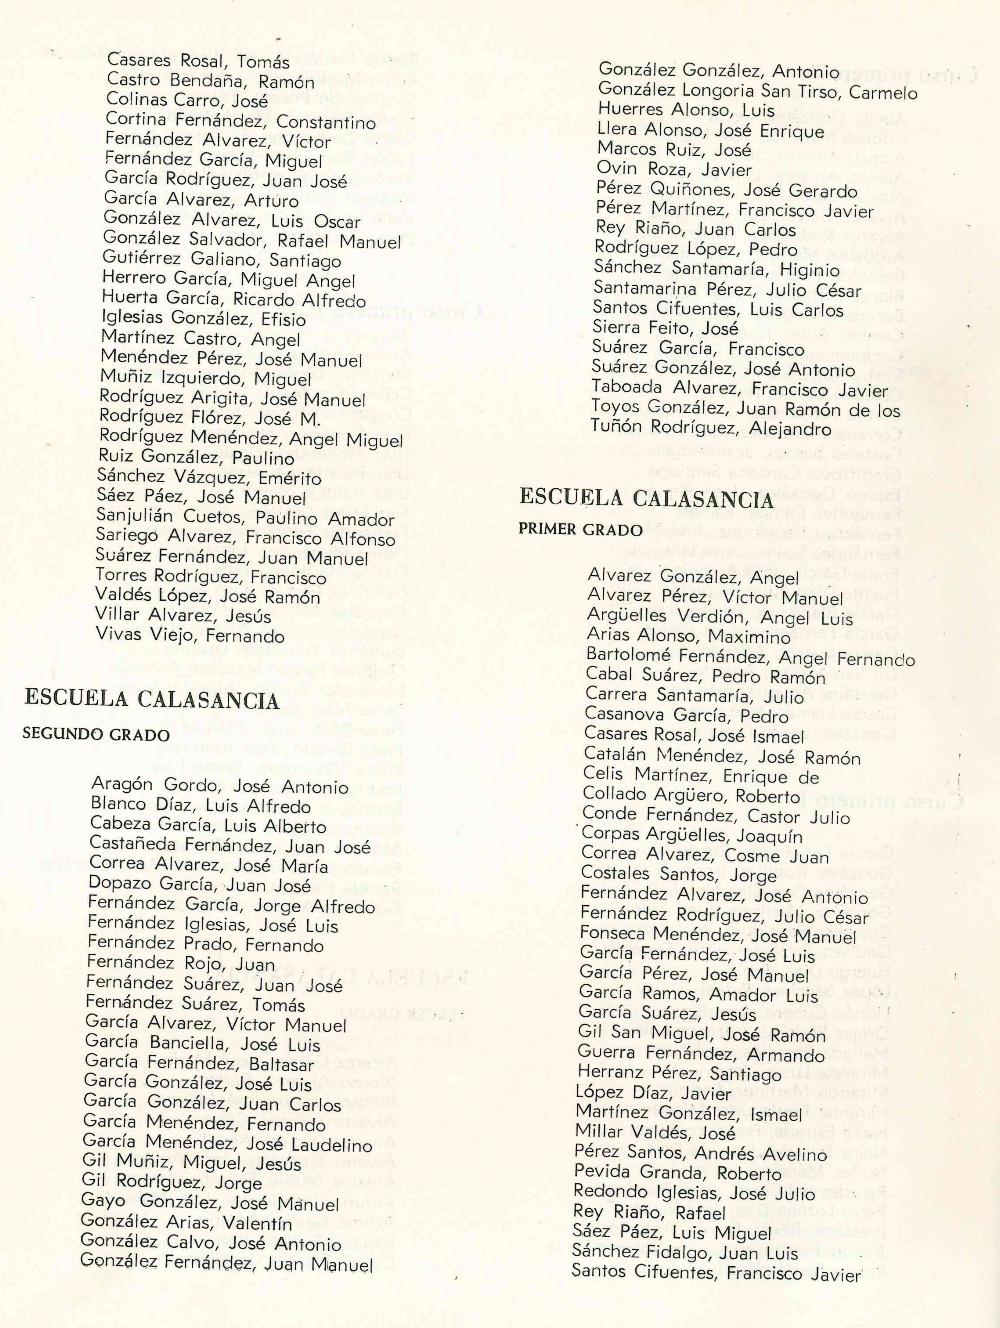 Casares Rosal, Tomás
Castro Bendaña, Ramón
Colinas Carro, José
Cortina Fernández, Constantino
Fernández Alvarez, Víctor
Fernández García, Miguel
García Rodríguez, Juan José
García Alvarez, Arturo
González Alvarez, Luis Oscar
González Salvador, Rafael Manuel
Gutiérrez Galiano, Santiago
Herrero García, Miguel Angel
Huerta García, Ricardo Alfredo
Iglesias González, Efisio
Martínez Castro, Angel
Menéndez Pérez, José Manuel
Muñiz Izquierdo, Miguel
Rodríguez Arigita, José Manuel
Rodríguez Flórez, José M.
Rodríguez Menéndez, Angel Miguel
Ruiz González, Paulino
Sánchez Vázquez, Emérito
Sáez Páez, José Manuel
Sanjulián Cuetos, Paulino Amador
Sariego Alvarez, Francisco Alfonso
Suárez Fernández, Juan Manuel
Torres Rodríguez, Francisco
Valdés López, José Ramón
Villar Alvarez, Jesús
Vivas Viejo, Fernando
ESCUELA CALASANCIA
SEGUNDO GRADO
Aragón Gordo, José Antonio
Blanco Díaz, Luis Alfredo
Cabeza García, Luis Alberto
Castañeda Fernández, Juan José
Correa Alvarez, José María
Dopazo García, Juan José
Fernández García, Jorge Alfredo
Fernández Iglesias, José Luis
Fernández Prado, Fernando
Fernández Rojo, Juan
Fernández Suárez, Juan José
Fernández Suárez, Tomás
García Alvarez, Víctor Manuel
García Banciella, José Luis
García Fernández, Baltasar
García González, José Luis
García González, Juan Carlos
García Menéndez, Fernando
García Menéndez, José Laudelino
Gil Muñiz, Miguel, Jesús
Gil Rodríguez, Jorge
Gayo González, José Manuel
González Arias, Valentín
González Calvo, José Antonio
González Fernández, Juan Manuel
González González, Antonio
González Longoria San Tirso, Carmelo
Huerres Alonso, Luis
Llera Alonso, José Enrique
Marcos Ruiz, José
Ovin Roza, Javier
Pérez Quiñones, José Gerardo
Pérez Martínez, Francisco Javier
Rey Riaño, Juan Carlos
Rodríguez López, Pedro
Sánchez Santamaría, Higinio
Santamarina Pérez, Julio César
Santos Cifuentes, Luis Carlos
Sierra Feito, José
Suárez García, Francisco
Suárez González, José Antonio
Taboada Alvarez, Francisco Javier
Toyos González, Juan Ramón de los
Tuñón Rodríguez, Alejandro
ESCUELA CALASANCIA
PRIMER GRADO
Alvarez González, Angel
Alvarez Pérez, Víctor Manuel
Argüelles Verdión, Angel Luis
Arias Alonso, Maximino
Bartolomé Fernández, Angel Fernando
Cabal Suárez, Pedro Ramón
Carrera Santamaría, Julio
Casanova García, Pedro
Casares Rosal, José Ismael
Catalán Menéndez, José Ramón
Celis Martínez, Enrique de
Collado Argüero, Roberto
Conde Fernández, Castor Julio
Corpas Argüelles, Joaquín
Correa Alvarez, Cosme Juan
Costales Santos, Jorge
Fernández Alvarez, José Antonio
Fernández Rodríguez, Julio César
Fonseca Menéndez, José Manuel
García Fernández, José Luis
García Pérez, José Manuel
García Ramos, Amador Luis
García Suárez, Jesús
Gil San Miguel, José Ramón
Guerra Fernández, Armando
Herranz Pérez, Santiago
López Díaz, Javier
Martínez González, Ismael
Millar Valdés, José
Pérez Santos, Andrés Avelino
Pevida Granda, Roberto
Redondo Iglesias, José Julio
Rey Riaño, Rafael
Sáez Páez, Luis Miguel
Sánchez Fidalgo, Juan Luis
Santos Cifuentes, Francisco Javier